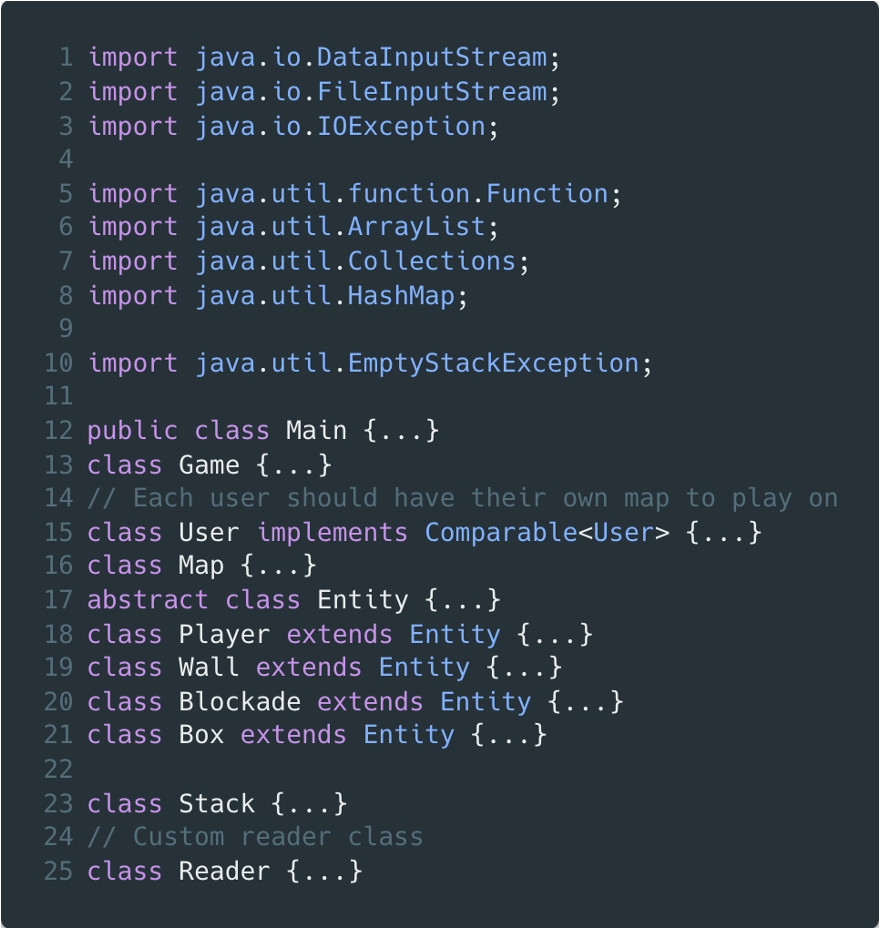 1 import java.io.DataInputStream;
2 import java.io.FileInputStream;
3 import java.io.IOException;
4
5 import java.util.function.Function;
6 import java.util.ArrayList;
7 import java.util.Collections;
8 import java.util.HashMap;
9
10 import java.util.EmptyStackException;
11
12 public class Main {...}
13 class Game {...}
14 // Each user should have their own map to play on
15 class User implements Comparable<User> {...}
16 class Map {...}
17 abstract class Entity {...}
18 class Player extends Entity {...}
19 class Wall extends Entity {...}
20 class Blockade extends Entity {...}
21 class Box extends Entity {...}
22
23 class Stack {...}
24 // Custom reader class
25 class Reader {...}